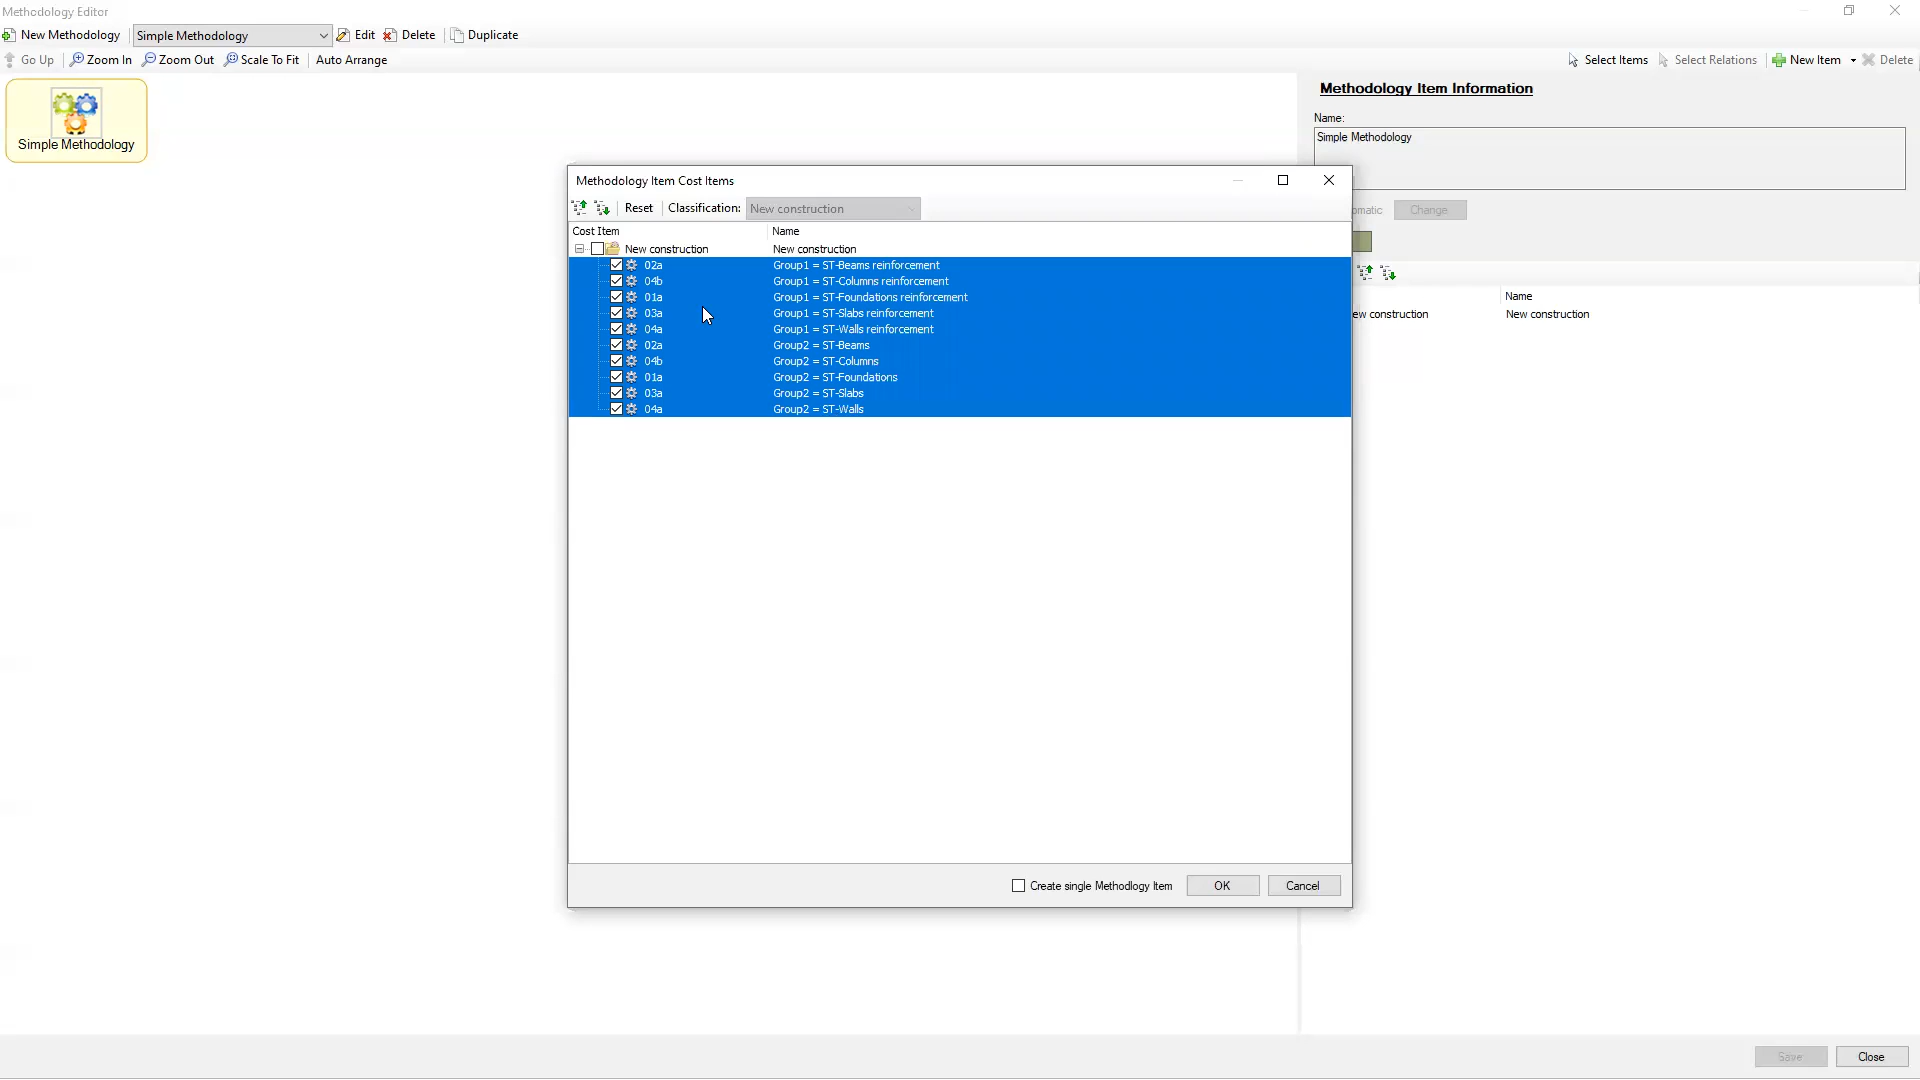 Methodology Editor
New Methodology Simple Methodology Edit Delete Duplicate
Go Up Zoom In Zoom Out Scale To Fit Auto Arrange Select Items Select Relations New Item Delete
Simple Methodology
Methodology Item Information
Name:
Simple Methodology
omatic Change
Name
ew construction New construction
Methodology Item Cost Items
Reset Classification: New construction
Cost Item Name
New construction New construction
02a Group1 = ST-Beams reinforcement
04b Group1 = ST-Columns reinforcement
01a Group1 = ST-Foundations reinforcement
03a Group1 = ST-Slabs reinforcement
04a Group1 = ST-Walls reinforcement
02a Group2 = ST-Beams
04b Group2 = ST-Columns
01a Group2 = ST-Foundations
03a Group2 = ST-Slabs
04a Group2 = ST-Walls
Create single Methodlogy Item OK Cancel
Save Close